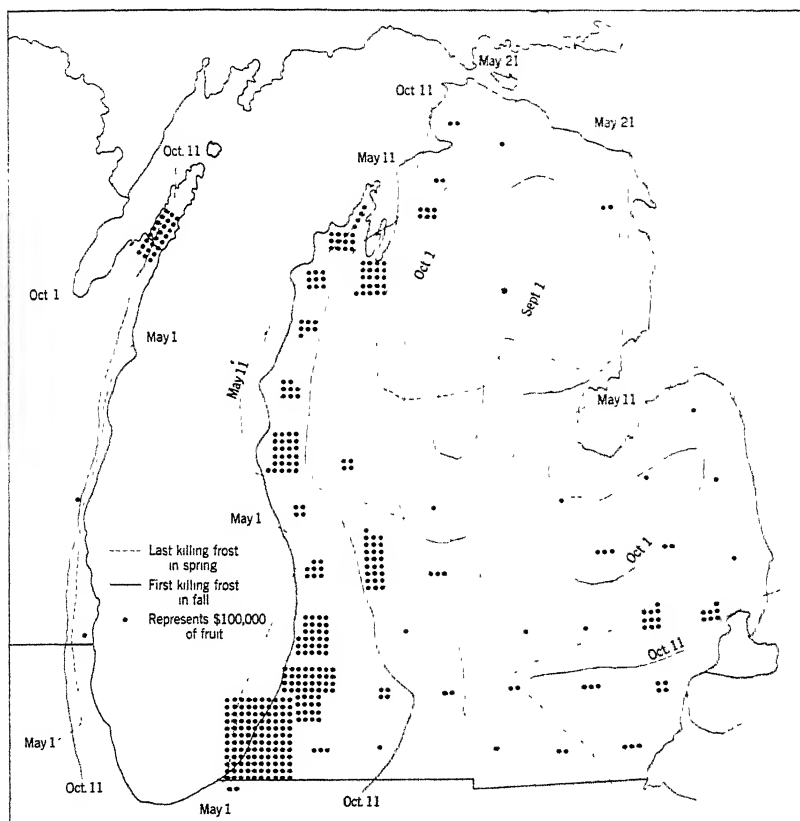 May 21
Oct 11
May 21
Oct. 11
May 11
Oct 1
Oct 1
Sept 1
May 1
May 11
May 11
May 1
Last killing frost
in spring
First killing frost
in fall
Represents $100,000
of fruit
Oct 1
Oct. 11
May 1
Oct. 11
May 1
Oct. 11